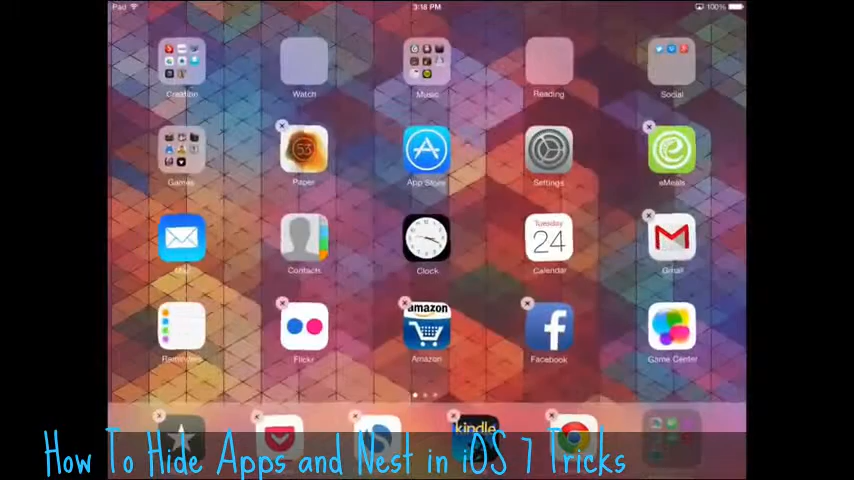 iPad 3:18 PM 100%
Creation Watch Music Reading Social
53
Games Paper App Store Settings eMeals
Tuesday
24
Mail Contacts Clock Calendar Gmail
amazon
Reminders Flickr Amazon Facebook Game Center
kindle
How To Hide Apps and Nest in iOS 7 Tricks